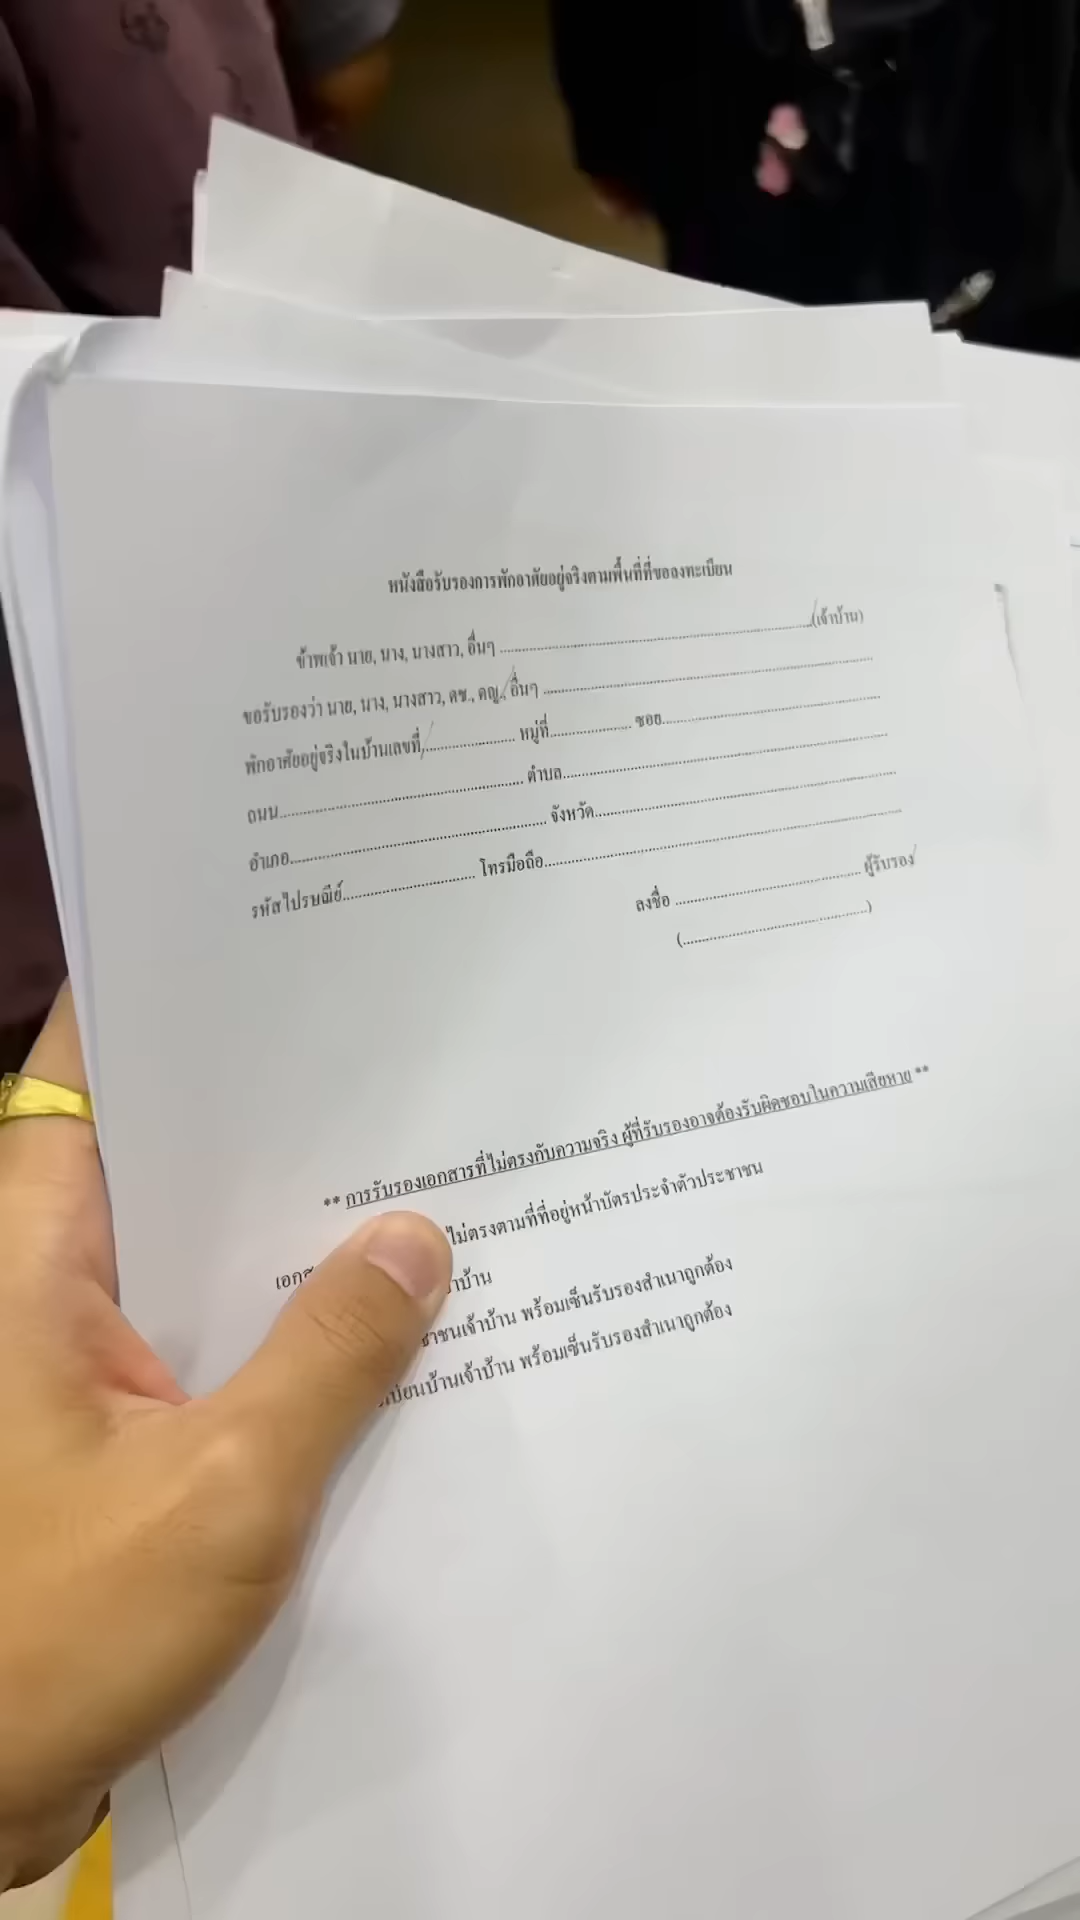 หนังสือรับรองการพักอาศัยอยู่จริงตามพื้นที่ที่ขอลงทะเบียน
ข้าพเจ้า นาย, นาง, นางสาว, อื่นๆ ........................................ (เจ้าบ้าน)
ขอรับรองว่า นาย, นาง, นางสาว, ดช., ดญ., อื่นๆ ........................................
พักอาศัยอยู่จริงในบ้านเลขที่ .................... หมู่ที่ .................... ซอย ........................................
ถนน ........................................ ตำบล ........................................
อำเภอ ........................................ จังหวัด ........................................
รหัสไปรษณีย์ .............................. โทรมือถือ ........................................
ลงชื่อ ........................................ ผู้รับรอง
(........................................)
** การรับรองเอกสารที่ไม่ตรงกับความจริง ผู้ที่รับรองอาจต้องรับผิดชอบในความเสียหาย **
ไม่ตรงตามที่ที่อยู่หน้าบัตรประจำตัวประชาชน
าบ้าน
าชนเจ้าบ้าน พร้อมเซ็นรับรองสำเนาถูกต้อง
เบียนบ้านเจ้าบ้าน พร้อมเซ็นรับรองสำเนาถูกต้อง